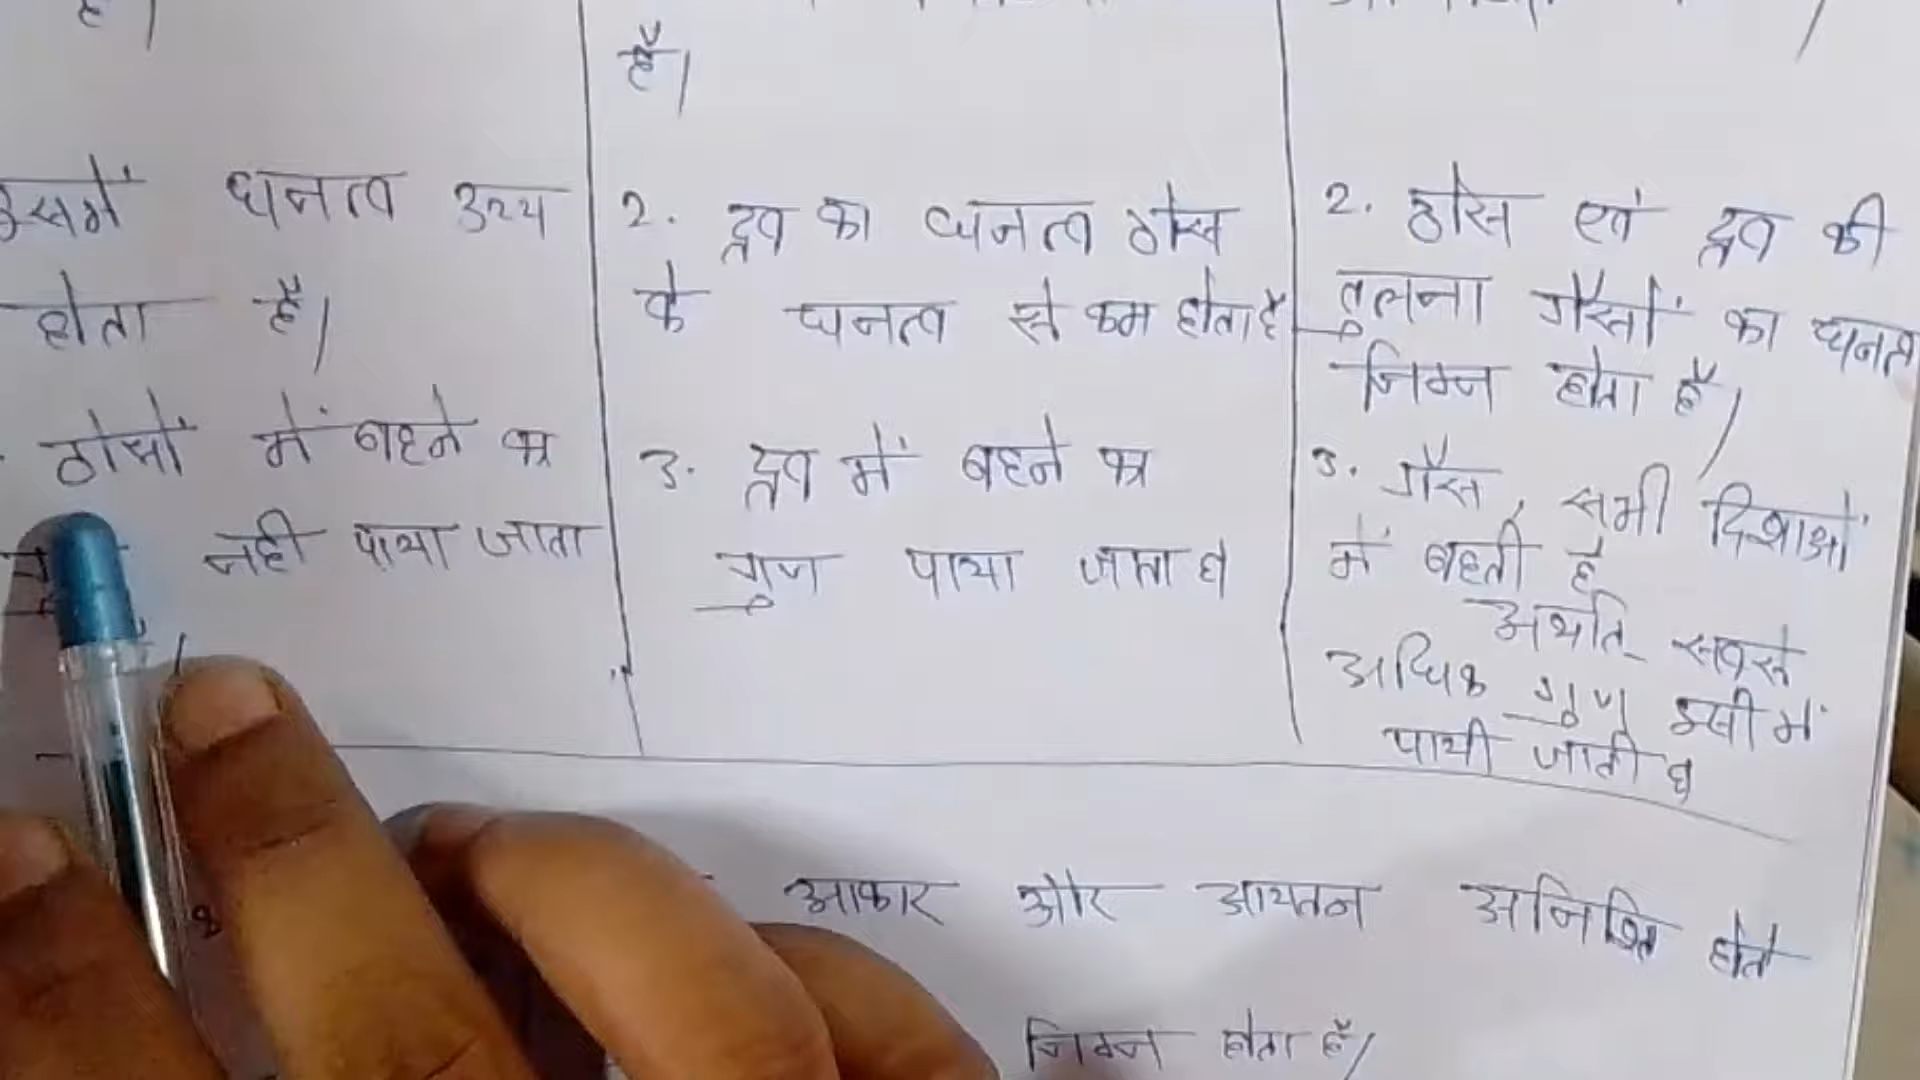 है।
इसमें घनत्व उच्च
होता है।
ठोसों में बहने का
नही पाया जाता
है।
2. द्रव का घनत्व ठोस
के घनत्व से कम होता है
3. द्रव में बहने का
गुण पाया जाता है
2. ठोस एवं द्रव की
तुलना गैसों का घनत्व
निम्न होता है।
3. गैस, सभी दिशाओं
में बहती है
अर्थात सबसे
अधिक गुण इसी में
पायी जाती है
आकार और आयतन अनिश्चित होते
निम्न होता है।